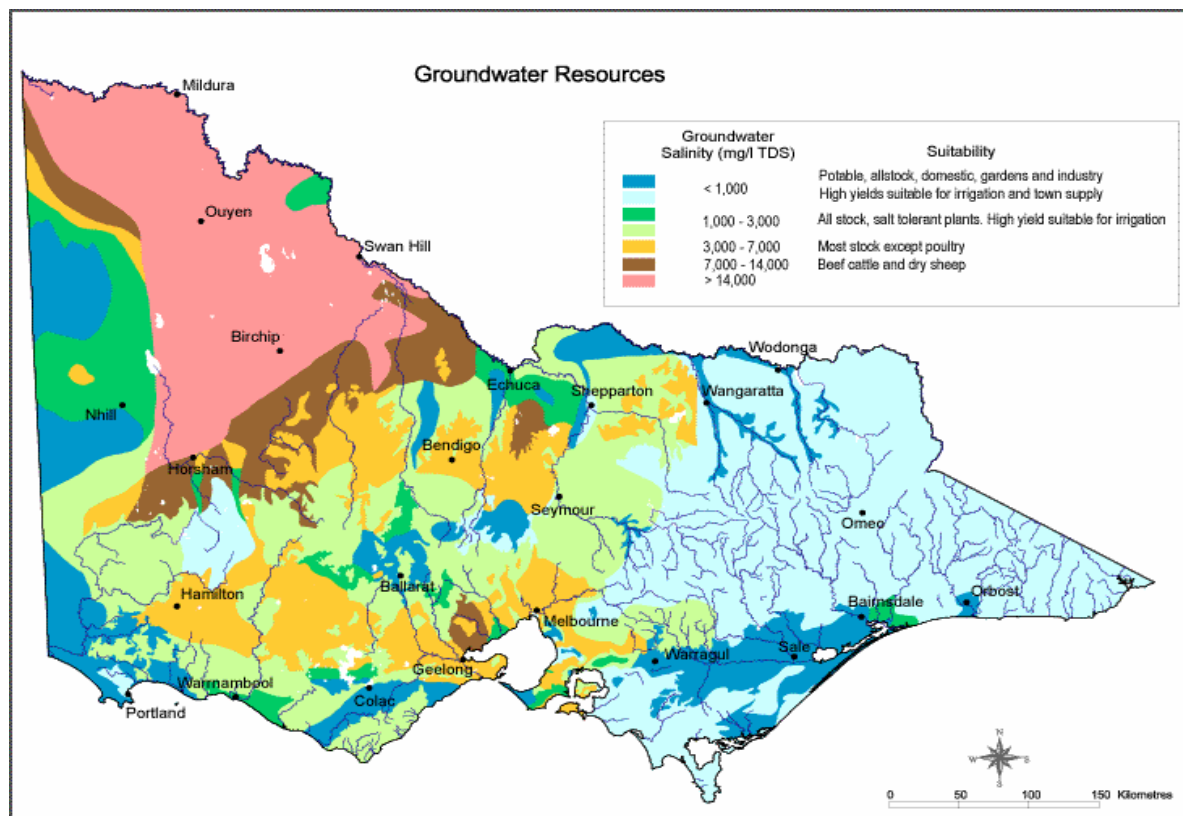 Groundwater Resources
Groundwater
Salinity (mg/l TDS)
Suitability
< 1,000
Potable, allstock, domestic, gardens and industry
High yields suitable for irrigation and town supply
1,000 - 3,000
All stock, salt tolerant plants. High yield suitable for irrigation
3,000 - 7,000
Most stock except poultry
7,000 - 14,000
Beef cattle and dry sheep
> 14,000
Mildura
Ouyen
Swan Hill
Birchip
Wodonga
Echuca
Shepparton
Wangaratta
Nhill
Bendigo
Horsham
Seymour
Omeo
Ballarat
Hamilton
Melbourne
Bairnsdale
Orbost
Geelong
Warragul
Sale
Warrnambool
Colac
Portland
N
W S
S
0 50 100 150 Kilometres